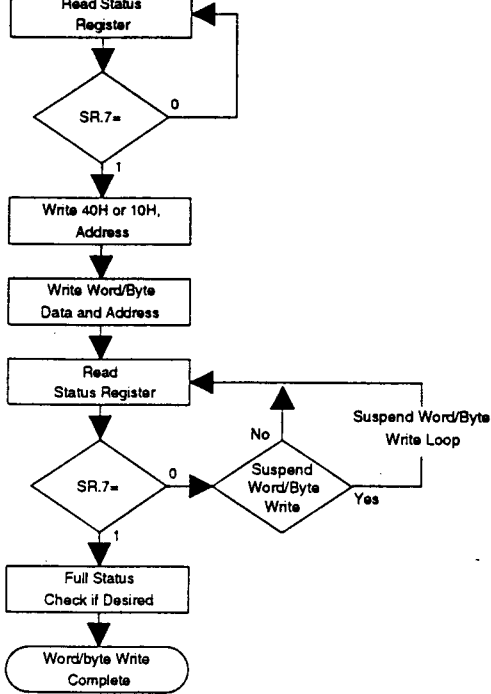 Read Status
Register
SR.7=
0
1
Write 40H or 10H,
Address
Write Word/Byte
Data and Address
Read
Status Register
SR.7=
0
1
Suspend
Word/Byte
Write
No
Yes
Suspend Word/Byte
Write Loop
Full Status
Check if Desired
Word/byte Write
Complete